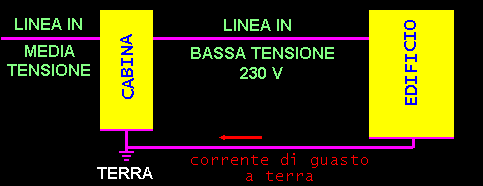 LINEA IN
MEDIA
TENSIONE
CABINA
LINEA IN
BASSA TENSIONE
230 V
EDIFICIO
TERRA
corrente di guasto
a terra